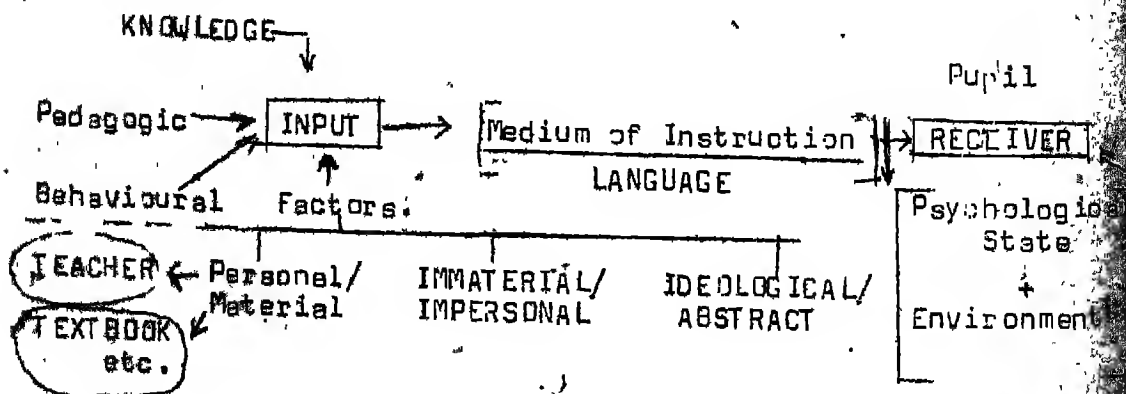 KNOWLEDGE
Pupil
Pedagogic INPUT Medium of Instruction RECEIVER
LANGUAGE
Behavioural Factors.
Psychologica
State
+
Environment
TEACHER Personal/
Material
IMMATERIAL/
IMPERSONAL
IDEOLOGICAL/
ABSTRACT
TEXTBOOK
etc.